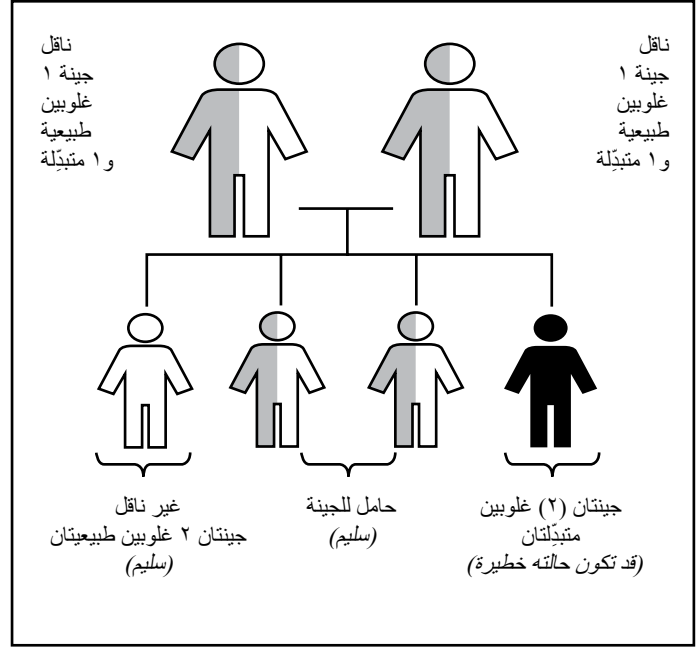 ناقل
جينة ١
غلوبين
طبيعية
و١ متبدِّلة
ناقل
جينة ١
غلوبين
طبيعية
و١ متبدِّلة
جينتان (٢) غلوبين
متبدِّلتان
(قد تكون حالته خطيرة)
حامل للجينة
(سليم)
غير ناقل
جينتان ٢ غلوبين طبيعيتان
(سليم)